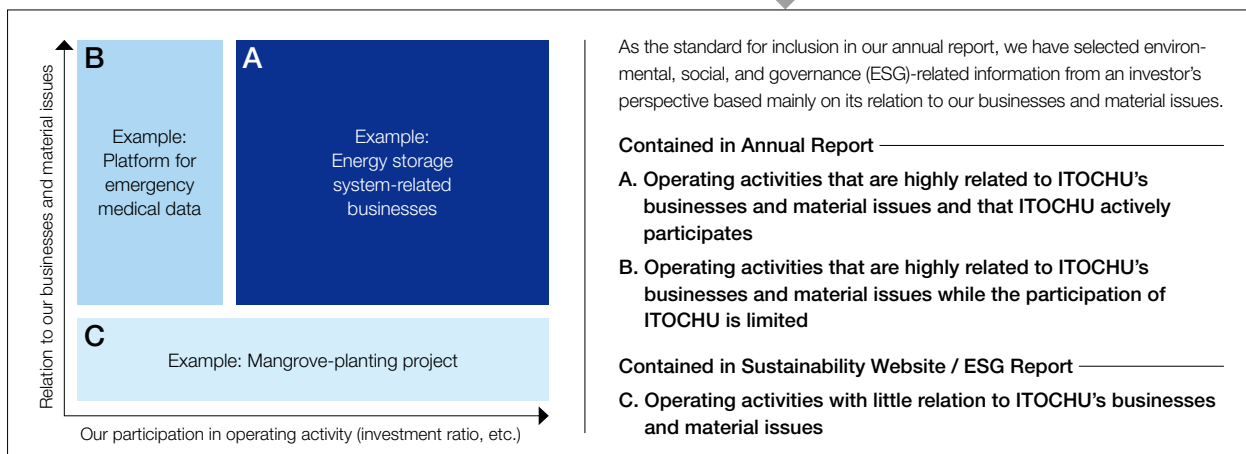 Relation to our businesses and material issues
B
Example:
Platform for
emergency
medical data
A
Example:
Energy storage
system-related
businesses
C
Example: Mangrove-planting project
Our participation in operating activity (investment ratio, etc.)
As the standard for inclusion in our annual report, we have selected environ-
mental, social, and governance (ESG)-related information from an investor’s
perspective based mainly on its relation to our businesses and material issues.
Contained in Annual Report
A. Operating activities that are highly related to ITOCHU’s
businesses and material issues and that ITOCHU actively
participates
B. Operating activities that are highly related to ITOCHU’s
businesses and material issues while the participation of
ITOCHU is limited
Contained in Sustainability Website / ESG Report
C. Operating activities with little relation to ITOCHU’s businesses
and material issues